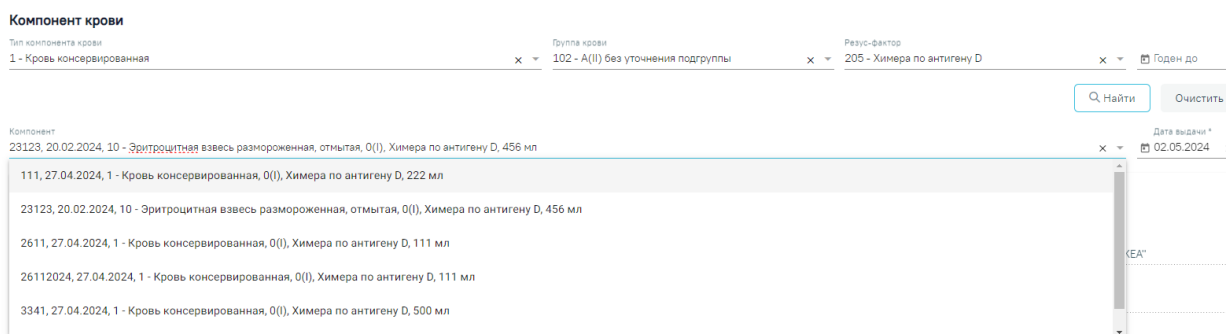 Компонент крови
Тип компонента крови Группа крови Резус-фактор
1 - Кровь консервированная 102 - A(II) без уточнения подгруппы 205 - Химера по антигену D Годен до
Найти Очистить
Компонент Дата выдачи *
23123, 20.02.2024, 10 - Эритроцитная взвесь размороженная, отмытая, 0(I), Химера по антигену D, 456 мл 02.05.2024
111, 27.04.2024, 1 - Кровь консервированная, 0(I), Химера по антигену D, 222 мл
23123, 20.02.2024, 10 - Эритроцитная взвесь размороженная, отмытая, 0(I), Химера по антигену D, 456 мл
2611, 27.04.2024, 1 - Кровь консервированная, 0(I), Химера по антигену D, 111 мл
КЕА"
26112024, 27.04.2024, 1 - Кровь консервированная, 0(I), Химера по антигену D, 111 мл
3341, 27.04.2024, 1 - Кровь консервированная, 0(I), Химера по антигену D, 500 мл